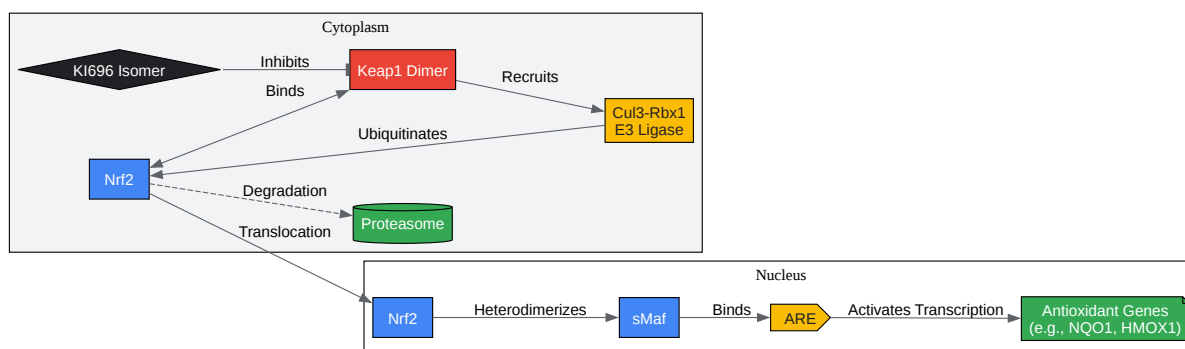 Cytoplasm
KI696 Isomer
Inhibits
Keap1 Dimer
Recruits
Binds
Cul3-Rbx1
E3 Ligase
Ubiquitinates
Nrf2
Degradation
Proteasome
Translocation
Nucleus
Nrf2
Heterodimerizes
sMaf
Binds
ARE
Activates Transcription
Antioxidant Genes
(e.g., NQO1, HMOX1)